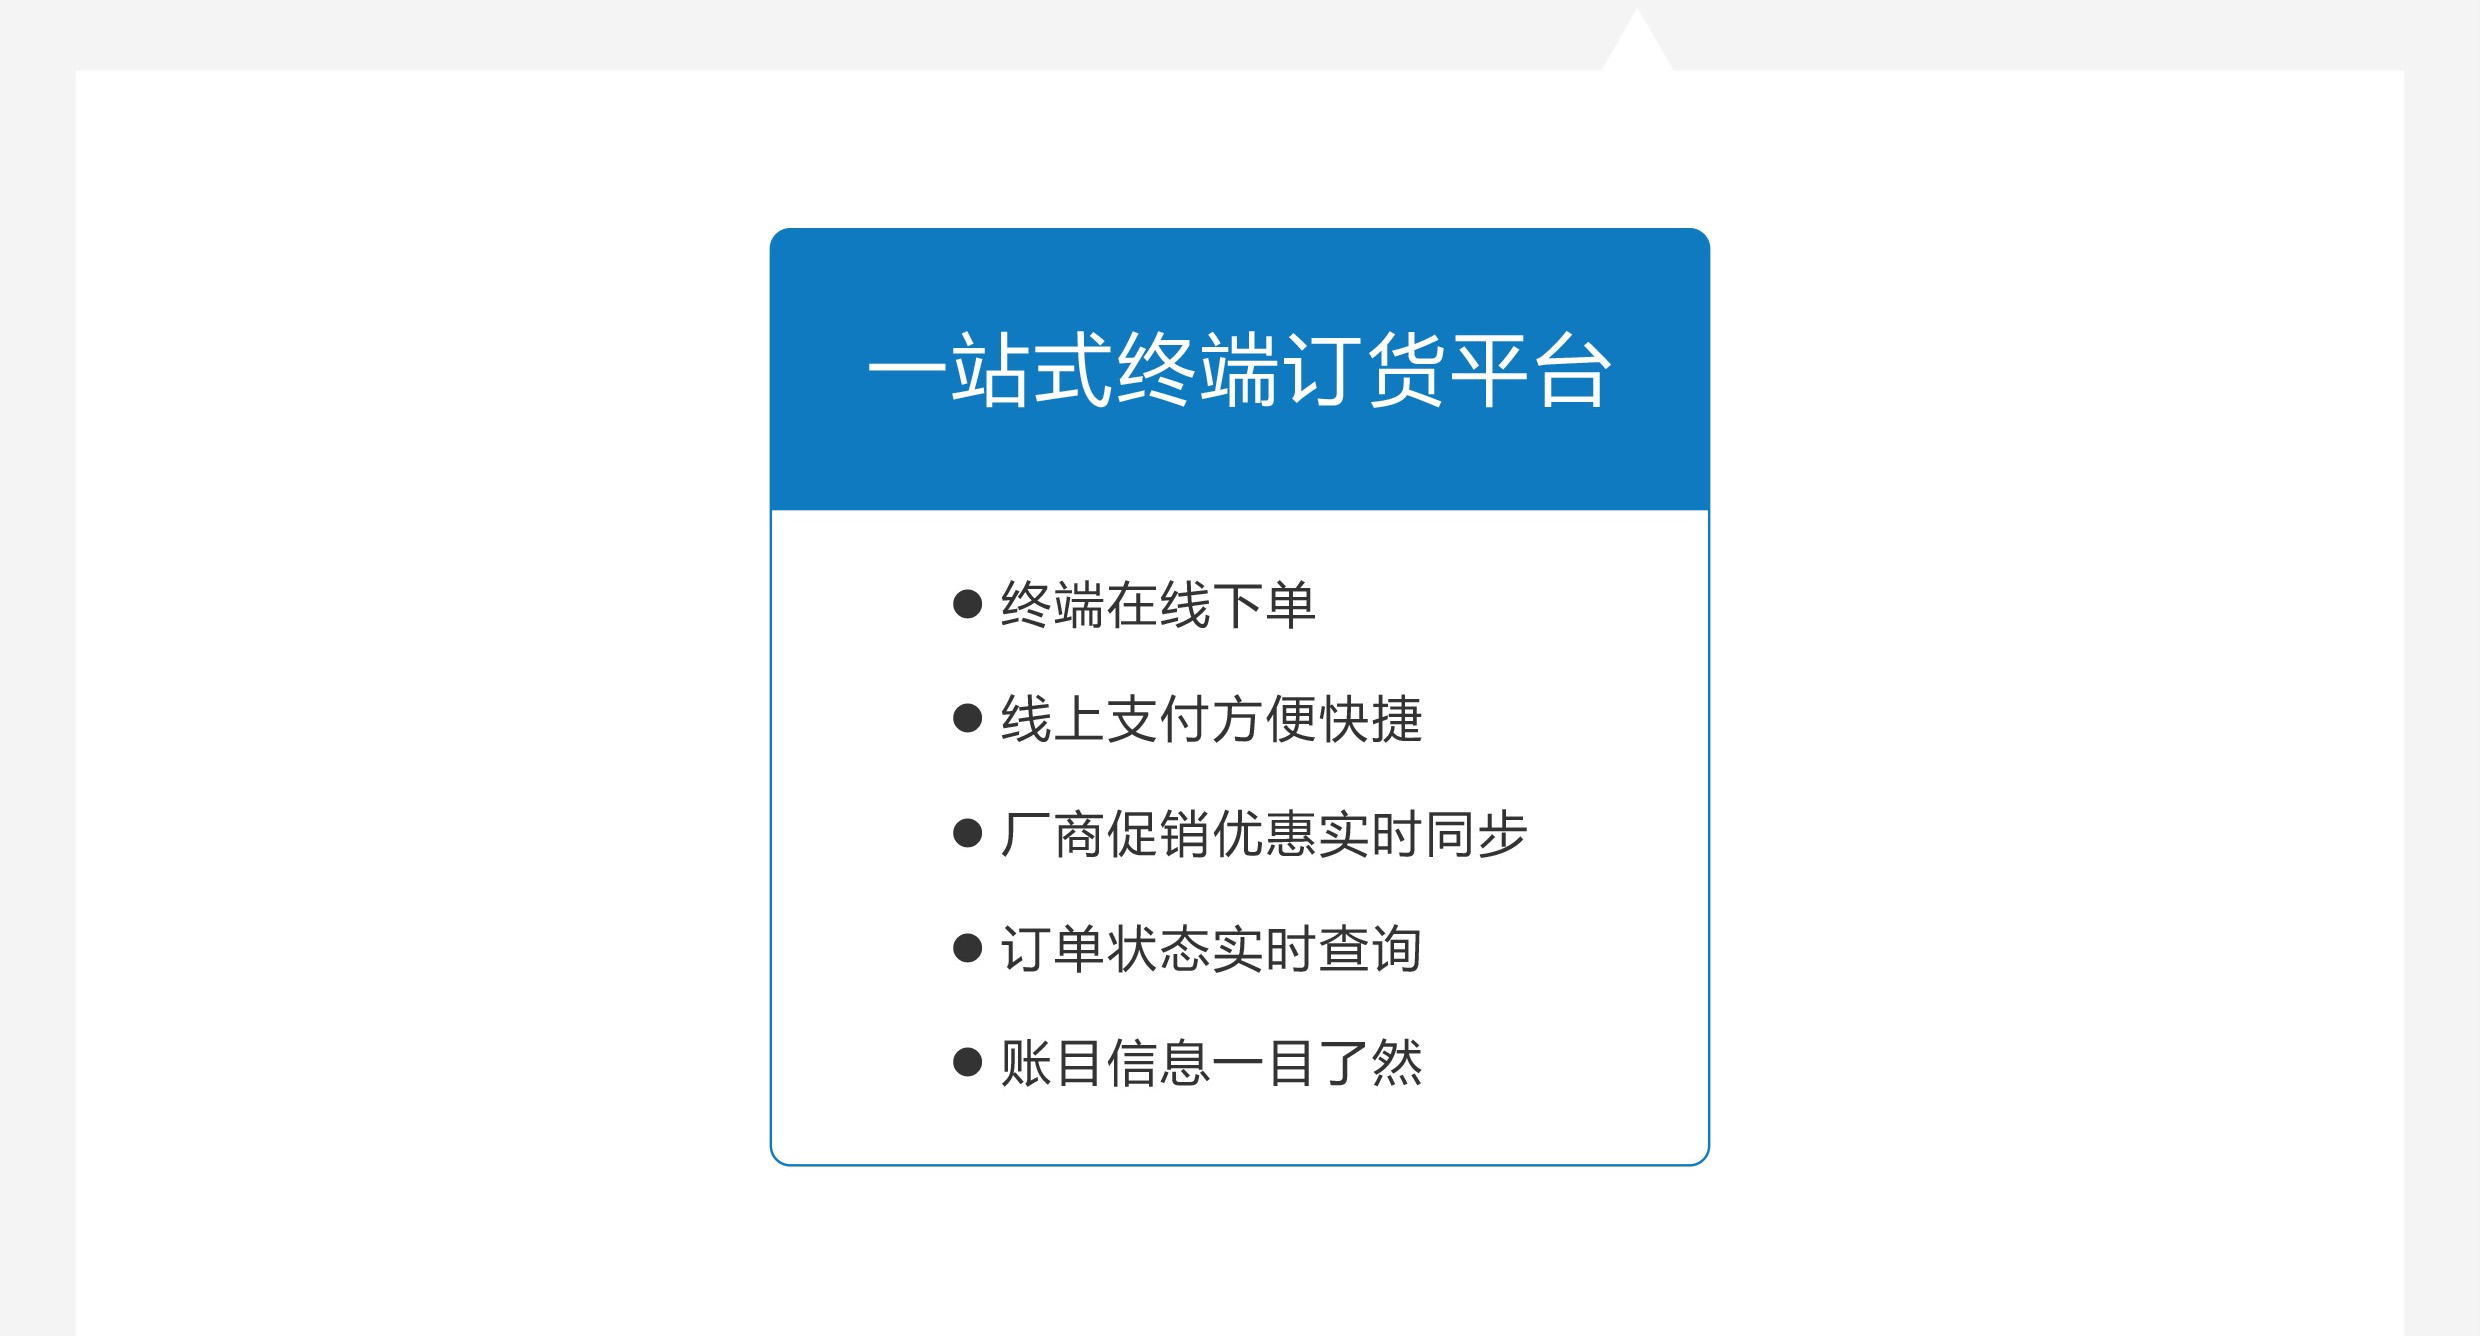 一站式终端订货平台
● 终端在线下单
● 线上支付方便快捷
● 厂商促销优惠实时同步
● 订单状态实时查询
● 账目信息一目了然